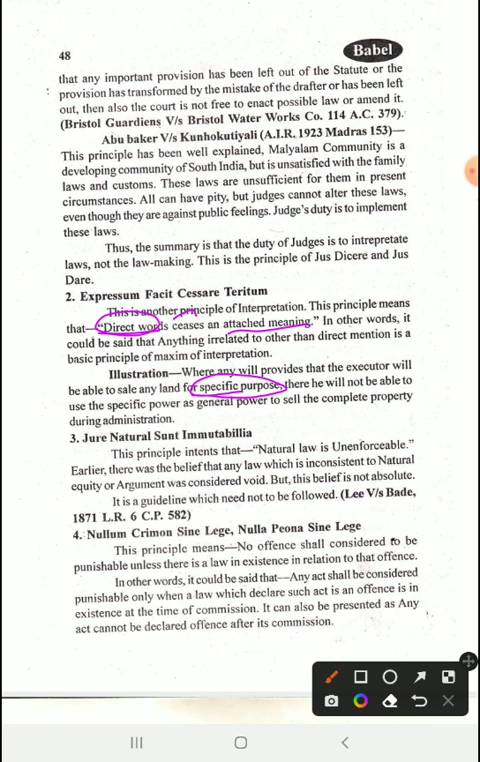 48
Babel
that any important provision has been left out of the Statute or the
provision has transformed by the mistake of the drafter or has been left
out, then also the court is not free to enact possible law or amend it.
(Bristol Guardiens V/s Bristol Water Works Co. 114 A.C. 379).
Abu baker V/s Kunhokutiyali (A.I.R. 1923 Madras 153)—
This principle has been well explained, Malyalam Community is a
developing community of South India, but is unsatisfied with the family
laws and customs. These laws are unsufficient for them in present
circumstances. All can have pity, but judges cannot alter these laws,
even though they are against public feelings. Judge's duty is to implement
these laws.
Thus, the summary is that the duty of Judges is to intrepretate
laws, not the law-making. This is the principle of Jus Dicere and Jus
Dare.
2. Expressum Facit Cessare Teritum
This is another principle of Interpretation. This principle means
that—"Direct words ceases an attached meaning." In other words, it
could be said that Anything irrelated to other than direct mention is a
basic principle of maxim of interpretation.
Illustration—Where any will provides that the executor will
be able to sale any land for specific purpose, there he will not be able to
use the specific power as general power to sell the complete property
during administration.
3. Jure Natural Sunt Immutabillia
This principle intents that—"Natural law is Unenforceable."
Earlier, there was the belief that any law which is inconsistent to Natural
equity or Argument was considered void. But, this belief is not absolute.
It is a guideline which need not to be followed. (Lee V/s Bade,
1871 L.R. 6 C.P. 582)
4. Nullum Crimon Sine Lege, Nulla Peona Sine Lege
This principle means—No offence shall considered to be
punishable unless there is a law in existence in relation to that offence.
In other words, it could be said that—Any act shall be considered
punishable only when a law which declare such act is an offence is in
existence at the time of commission. It can also be presented as Any
act cannot be declared offence after its commission.